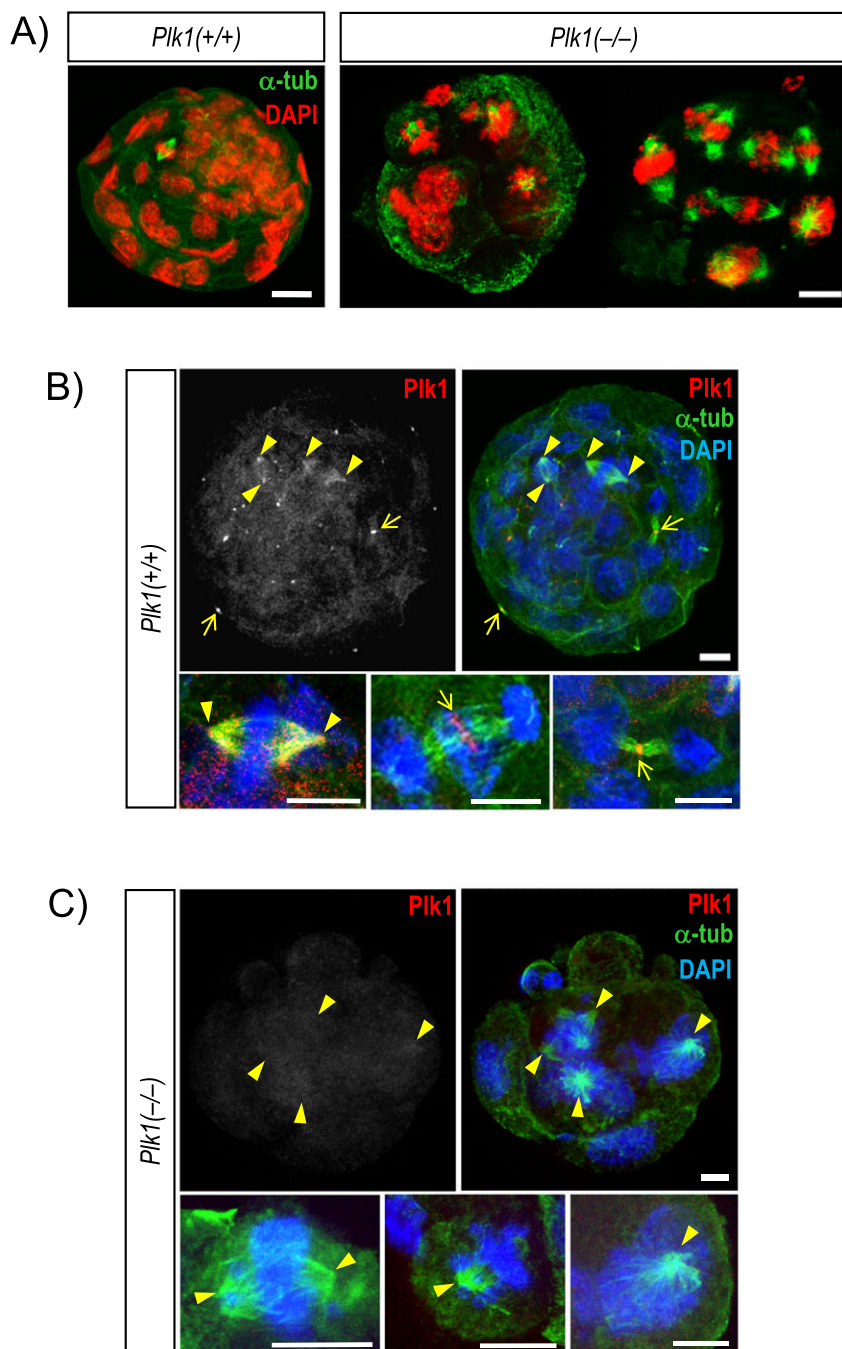 A)
Plk1(+/+)
Plk1(–/–)
α-tub
DAPI
B)
Plk1(+/+)
Plk1
Plk1
α-tub
DAPI
C)
Plk1(–/–)
Plk1
Plk1
α-tub
DAPI